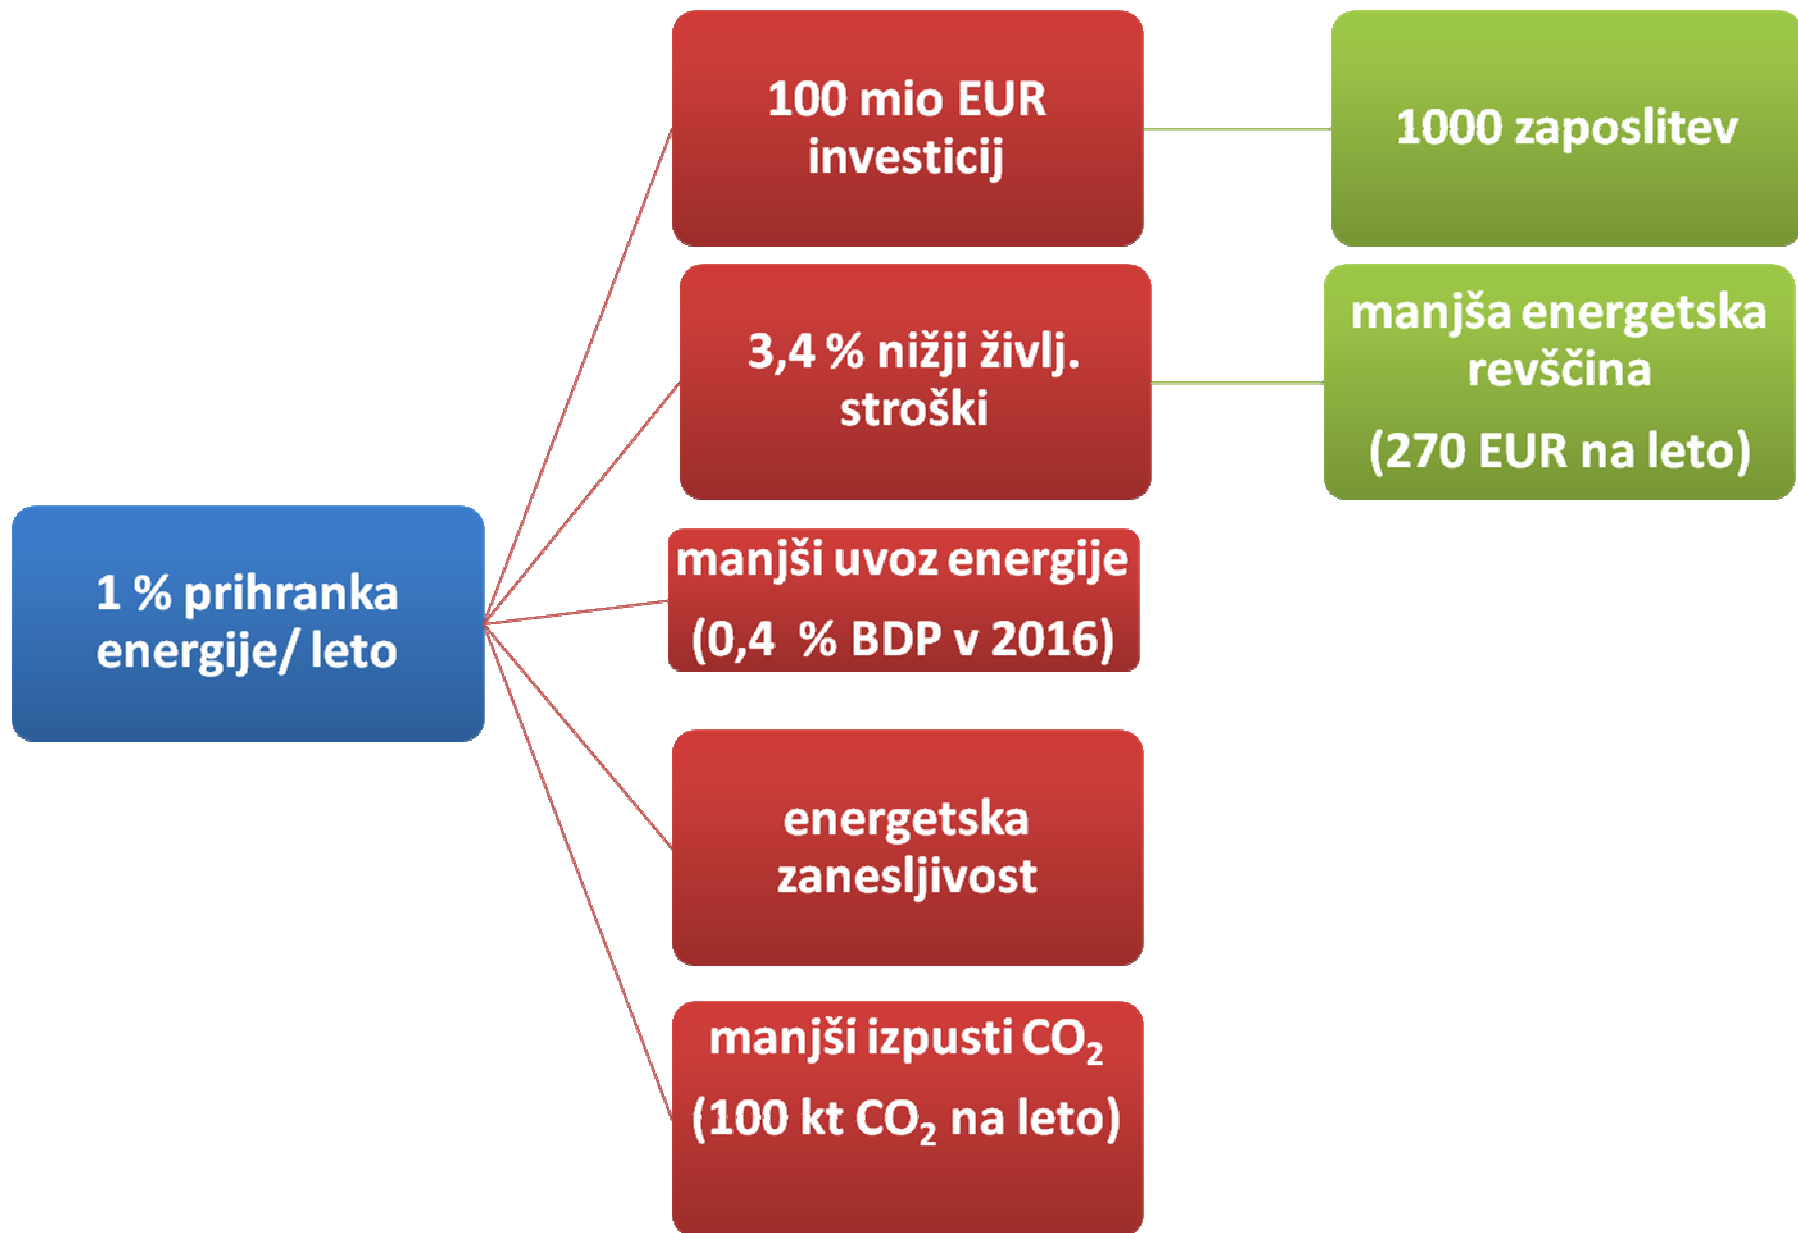 100 mio EUR
investicij
1000 zaposlitev
3,4 % nižji življ.
stroški
manjša energetska
revščina
(270 EUR na leto)
1 % prihranka
energije/ leto
manjši uvoz energije
(0,4  % BDP v 2016)
energetska
zanesljivost
manjši izpusti CO₂
(100 kt CO₂ na leto)